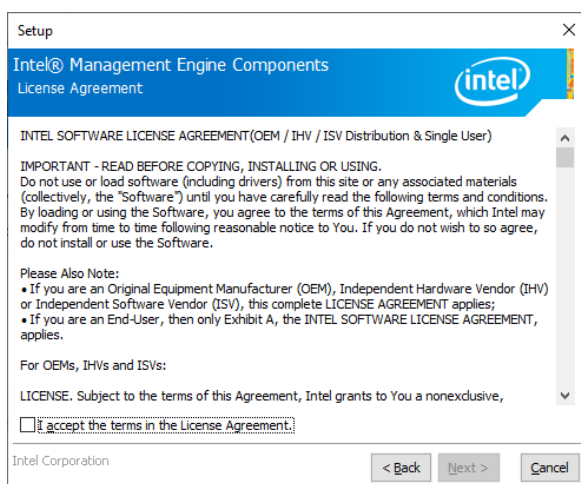 Setup
Intel® Management Engine Components
License Agreement
intel
INTEL SOFTWARE LICENSE AGREEMENT(OEM / IHV / ISV Distribution & Single User)
IMPORTANT - READ BEFORE COPYING, INSTALLING OR USING.
Do not use or load software (including drivers) from this site or any associated materials
(collectively, the "Software") until you have carefully read the following terms and conditions.
By loading or using the Software, you agree to the terms of this Agreement, which Intel may
modify from time to time following reasonable notice to You. If you do not wish to so agree,
do not install or use the Software.
Please Also Note:
• If you are an Original Equipment Manufacturer (OEM), Independent Hardware Vendor (IHV)
or Independent Software Vendor (ISV), this complete LICENSE AGREEMENT applies;
• If you are an End-User, then only Exhibit A, the INTEL SOFTWARE LICENSE AGREEMENT,
applies.
For OEMs, IHVs and ISVs:
LICENSE. Subject to the terms of this Agreement, Intel grants to You a nonexclusive,
I accept the terms in the License Agreement.
Intel Corporation
< Back Next > Cancel